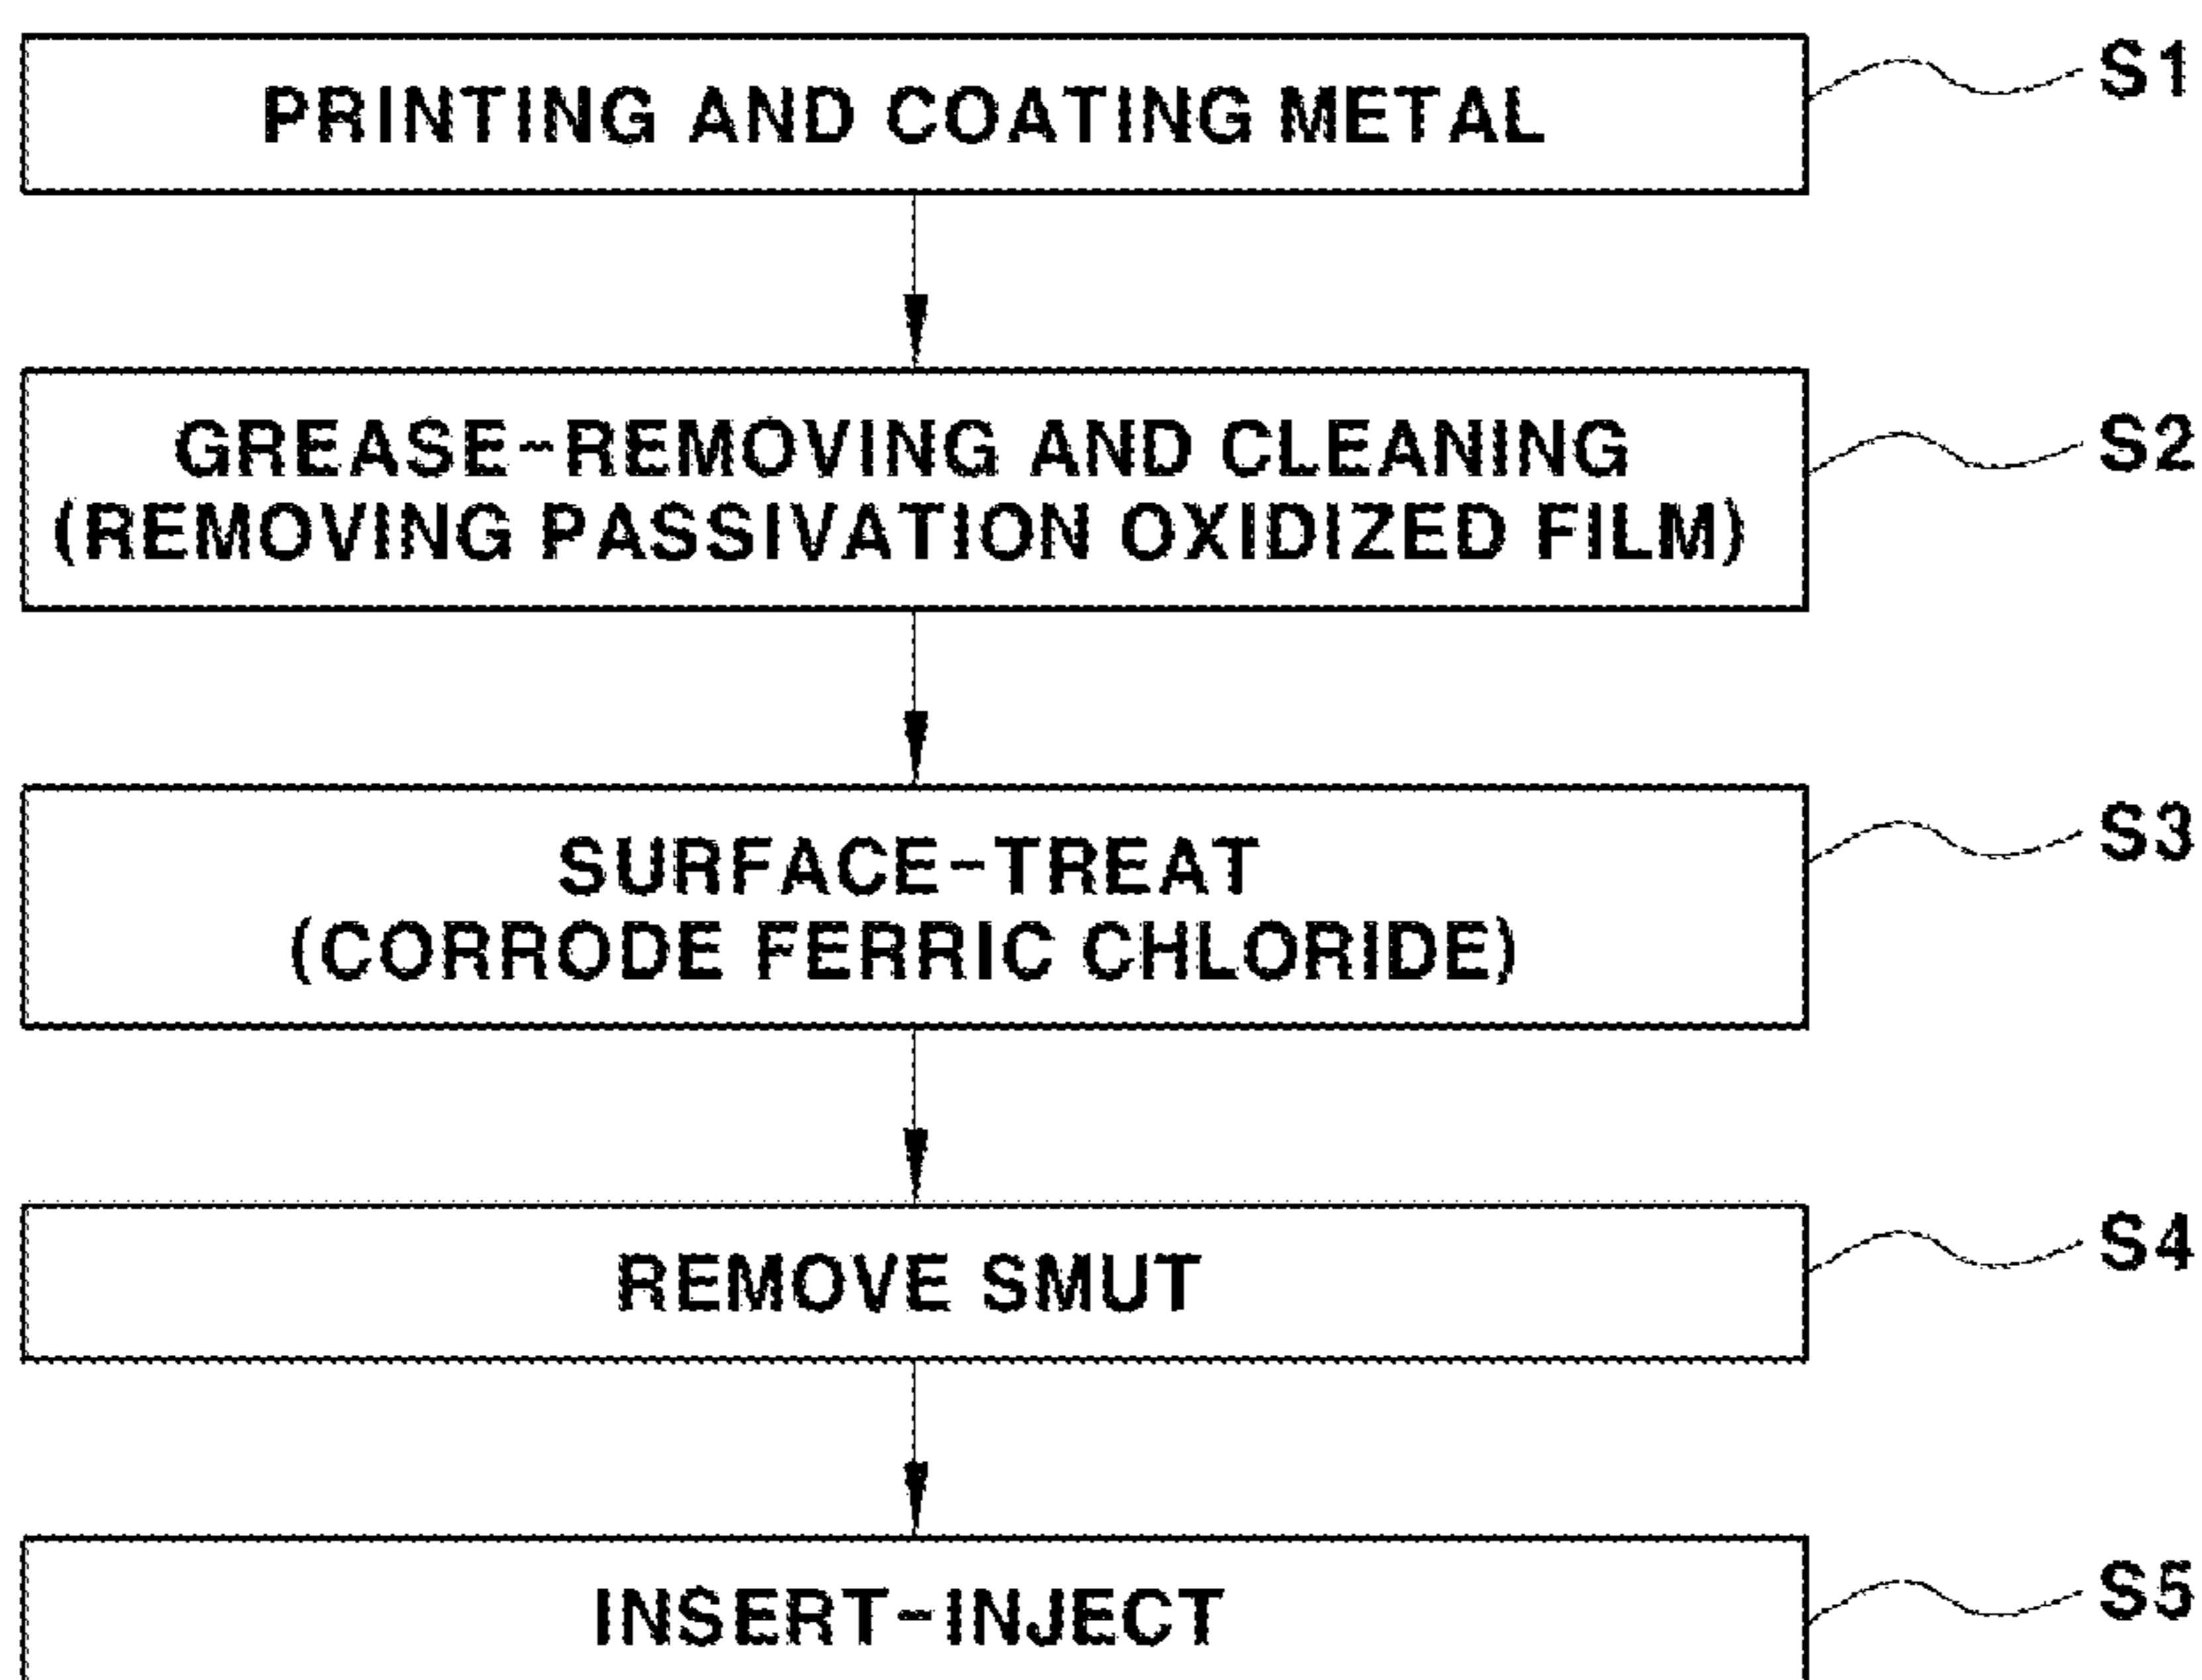 PRINTING AND COATING METAL
S1
GREASE-REMOVING AND CLEANING
(REMOVING PASSIVATION OXIDIZED FILM)
S2
SURFACE-TREAT
(CORRODE FERRIC CHLORIDE)
S3
REMOVE SMUT
S4
INSERT-INJECT
S5